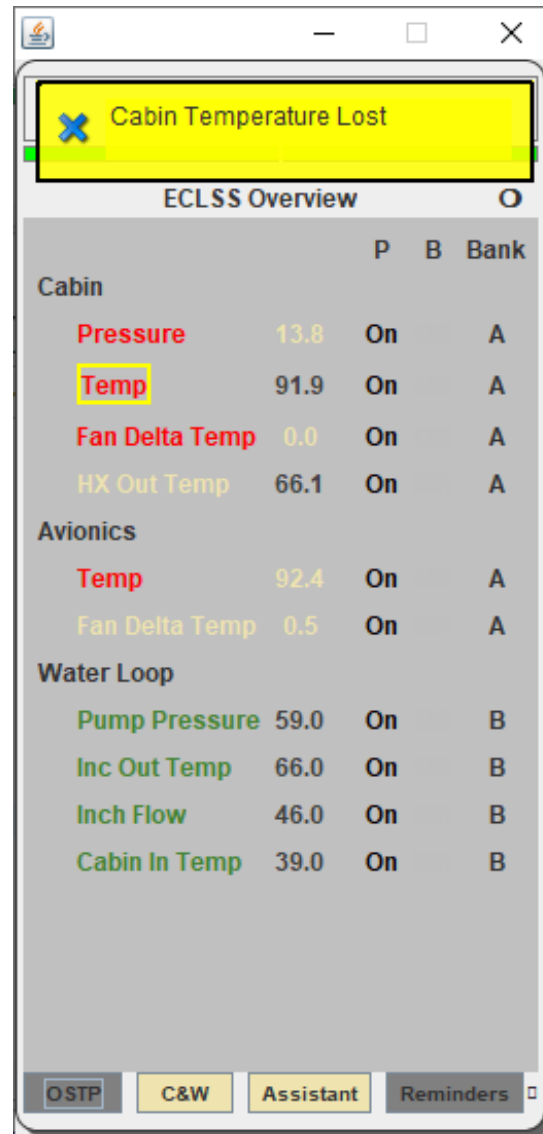 Cabin Temperature Lost
ECLSS Overview O
P B Bank
Cabin
Pressure 13.8 On A
Temp 91.9 On A
Fan Delta Temp 0.0 On A
HX Out Temp 66.1 On A
Avionics
Temp 92.4 On A
Fan Delta Temp 0.5 On A
Water Loop
Pump Pressure 59.0 On B
Inc Out Temp 66.0 On B
Inch Flow 46.0 On B
Cabin In Temp 39.0 On B
OSTP C&W Assistant Reminders